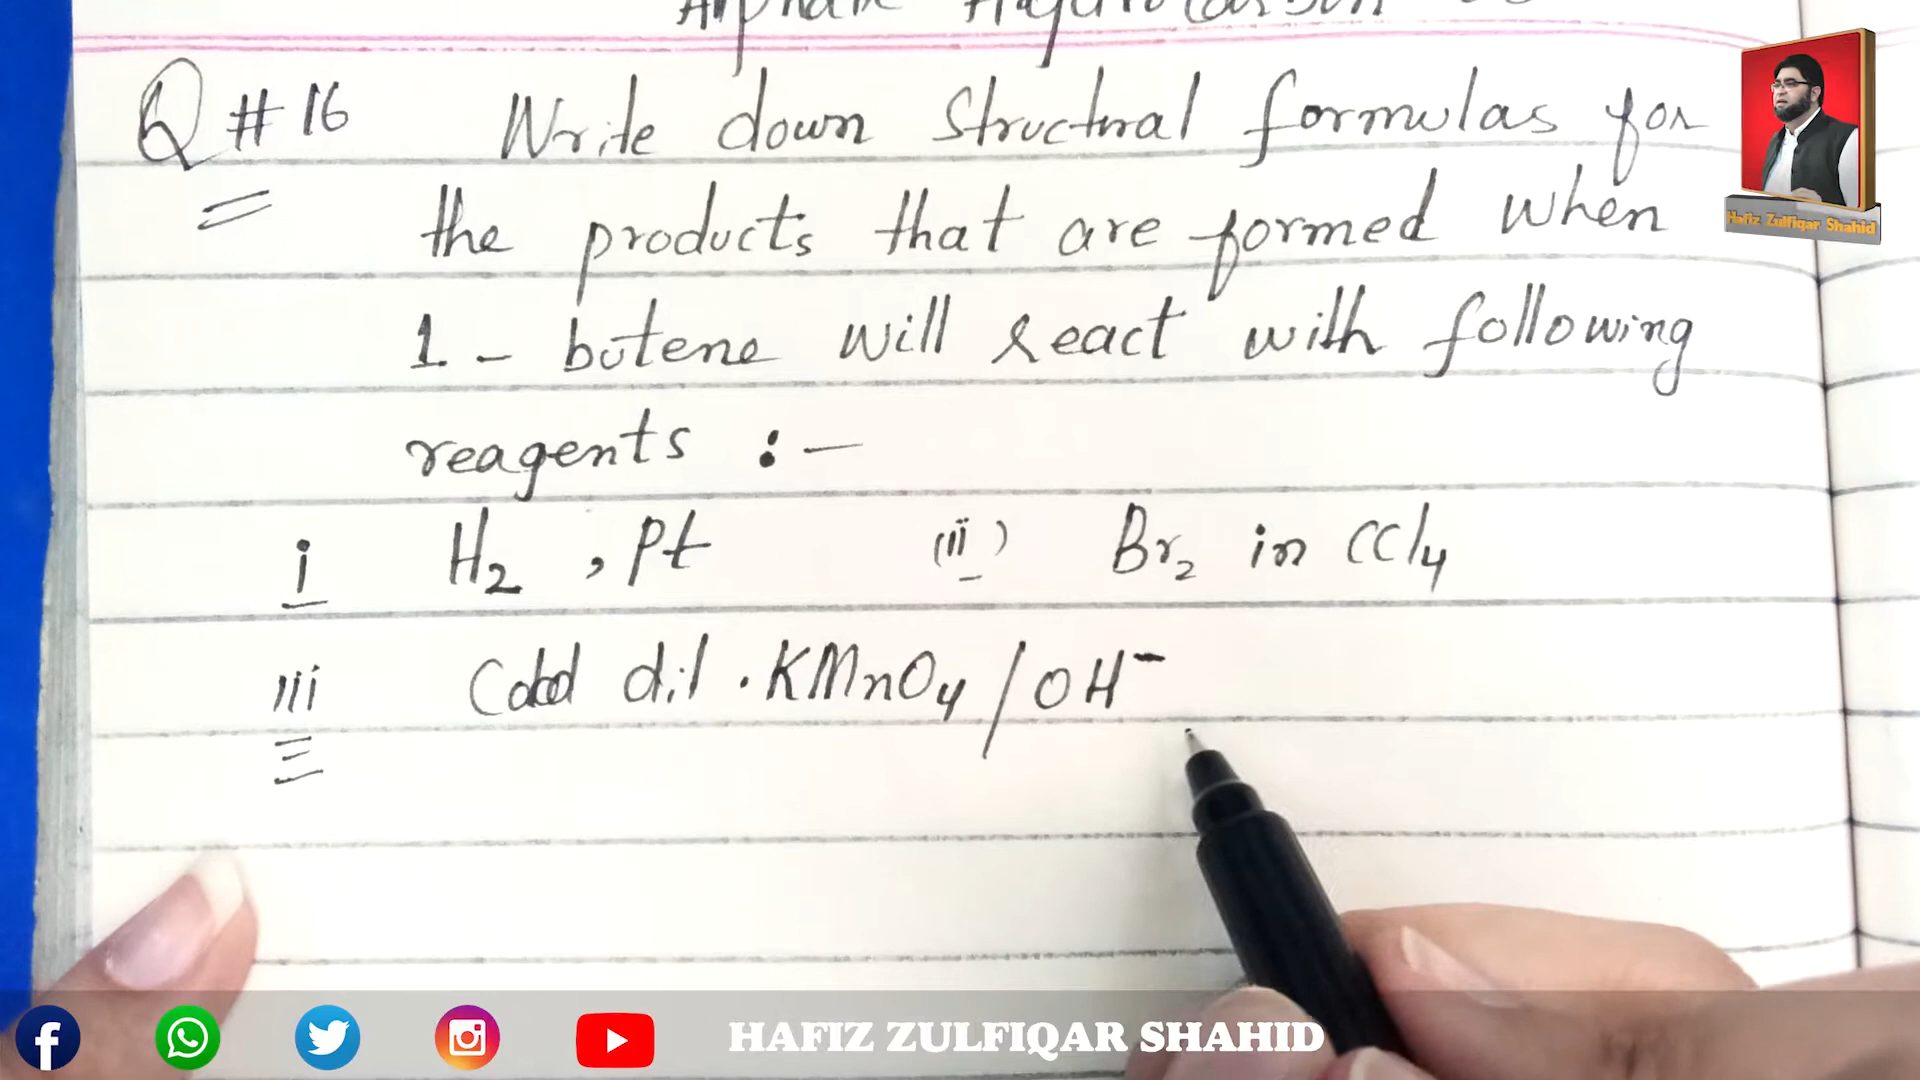 Q # 16 Write down Structural formulas for
the products that are formed when
1 - butene will react with following
reagents :-
i H₂ , Pt (ii) Br₂ in CCl₄
iii Cold dil . KMnO₄ / OH⁻
Hafiz Zulfiqar Shahid
HAFIZ ZULFIQAR SHAHID